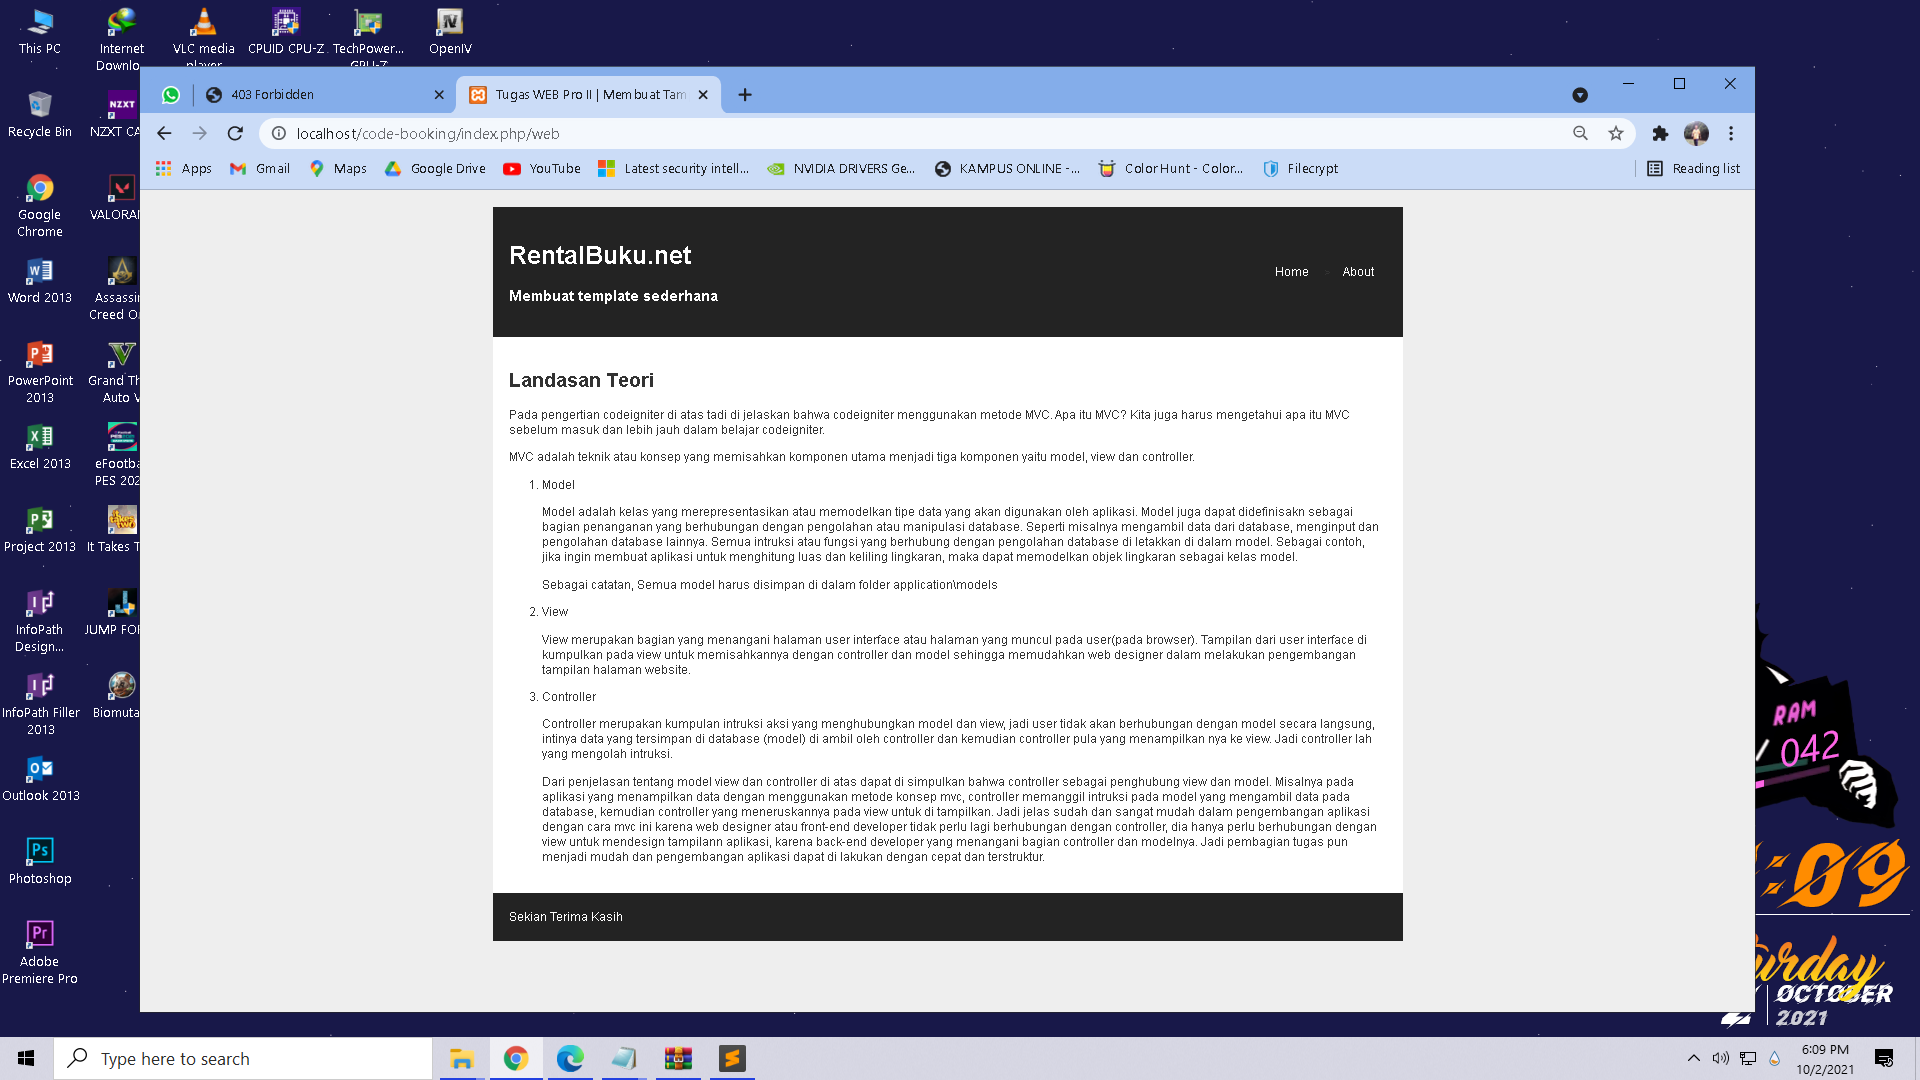 This PC
Internet
Downlo
VLC media
player
CPUID CPU-Z
TechPower...
GPU-Z
OpenIV
Recycle Bin
NZXT CA
Google
Chrome
VALORAN
Word 2013
Assassi
Creed O
PowerPoint
2013
Grand Th
Auto V
Excel 2013
eFootba
PES 202
Project 2013
It Takes T
InfoPath
Design...
JUMP FOR
InfoPath Filler
2013
Biomuta
Outlook 2013
Photoshop
Adobe
Premiere Pro
403 Forbidden
Tugas WEB Pro II | Membuat Tam
localhost/code-booking/index.php/web
Apps
Gmail
Maps
Google Drive
YouTube
Latest security intell...
NVIDIA DRIVERS Ge...
KAMPUS ONLINE -...
Color Hunt - Color...
Filecrypt
Reading list
RentalBuku.net
Membuat template sederhana
Home
About
Landasan Teori
Pada pengertian codeigniter di atas tadi di jelaskan bahwa codeigniter menggunakan metode MVC. Apa itu MVC? Kita juga harus mengetahui apa itu MVC
sebelum masuk dan lebih jauh dalam belajar codeigniter.
MVC adalah teknik atau konsep yang memisahkan komponen utama menjadi tiga komponen yaitu model, view dan controller.
1. Model
Model adalah kelas yang merepresentasikan atau memodelkan tipe data yang akan digunakan oleh aplikasi. Model juga dapat didefinisakn sebagai
bagian penanganan yang berhubungan dengan pengolahan atau manipulasi database. Seperti misalnya mengambil data dari database, menginput dan
pengolahan database lainnya. Semua intruksi atau fungsi yang berhubung dengan pengolahan database di letakkan di dalam model. Sebagai contoh,
jika ingin membuat aplikasi untuk menghitung luas dan keliling lingkaran, maka dapat memodelkan objek lingkaran sebagai kelas model.
Sebagai catatan, Semua model harus disimpan di dalam folder application\models
2. View
View merupakan bagian yang menangani halaman user interface atau halaman yang muncul pada user(pada browser). Tampilan dari user interface di
kumpulkan pada view untuk memisahkannya dengan controller dan model sehingga memudahkan web designer dalam melakukan pengembangan
tampilan halaman website.
3. Controller
Controller merupakan kumpulan intruksi aksi yang menghubungkan model dan view, jadi user tidak akan berhubungan dengan model secara langsung,
intinya data yang tersimpan di database (model) di ambil oleh controller dan kemudian controller pula yang menampilkan nya ke view. Jadi controller lah
yang mengolah intruksi.
Dari penjelasan tentang model view dan controller di atas dapat di simpulkan bahwa controller sebagai penghubung view dan model. Misalnya pada
aplikasi yang menampilkan data dengan menggunakan metode konsep mvc, controller memanggil intruksi pada model yang mengambil data pada
database, kemudian controller yang meneruskannya pada view untuk di tampilkan. Jadi jelas sudah dan sangat mudah dalam pengembangan aplikasi
dengan cara mvc ini karena web designer atau front-end developer tidak perlu lagi berhubungan dengan controller, dia hanya perlu berhubungan dengan
view untuk mendesign tampilann aplikasi, karena back-end developer yang menangani bagian controller dan modelnya. Jadi pembagian tugas pun
menjadi mudah dan pengembangan aplikasi dapat di lakukan dengan cepat dan terstruktur.
Sekian Terima Kasih
RAM
/ 042
:09
urday
OCTOBER
2021
Type here to search
6:09 PM
10/2/2021